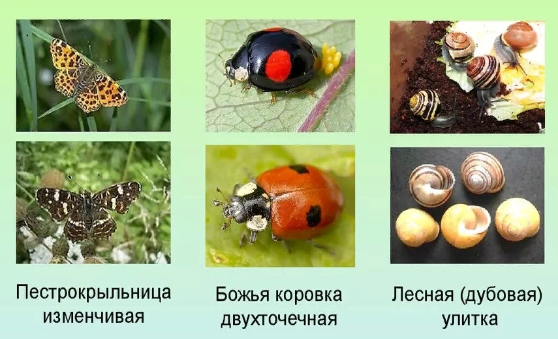 Пестрокрыльница
изменчивая
Божья коровка
двухточечная
Лесная (дубовая)
улитка